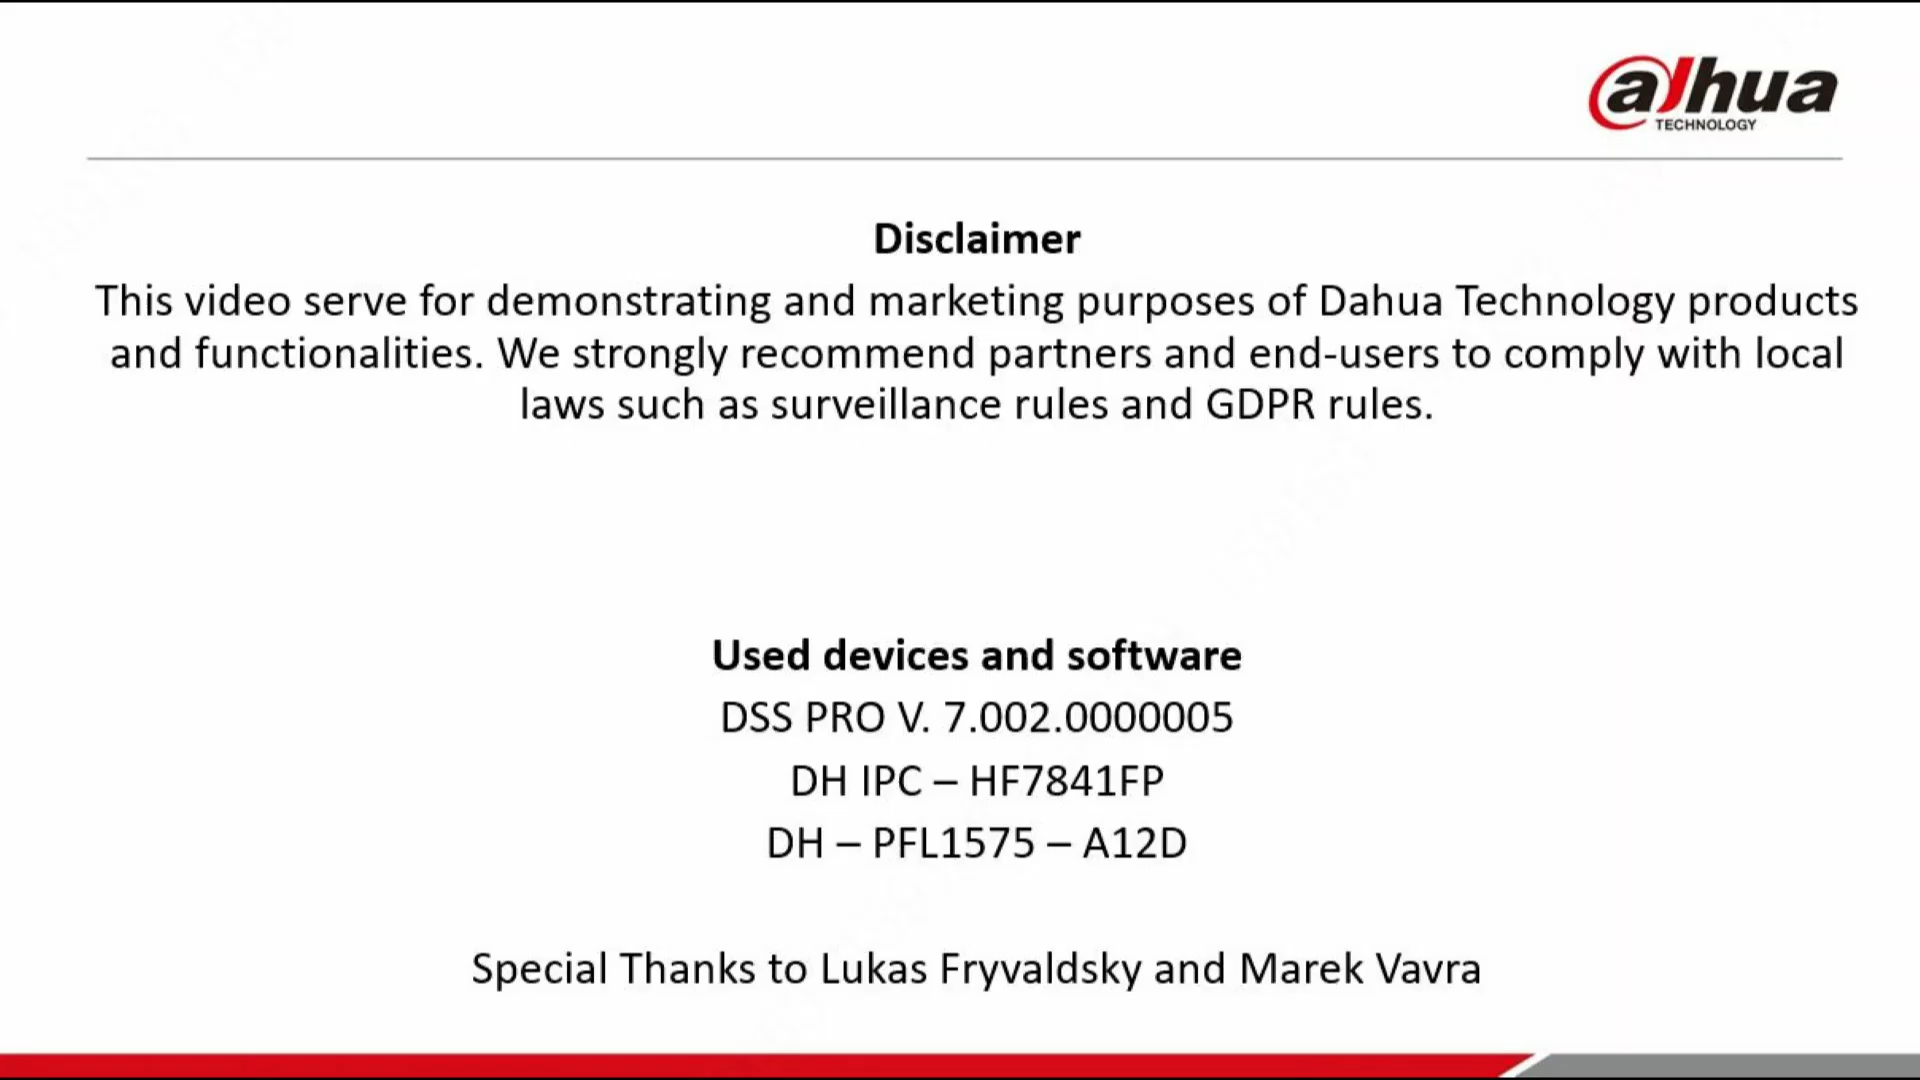 alhua
TECHNOLOGY
Disclaimer
This video serve for demonstrating and marketing purposes of Dahua Technology products
and functionalities. We strongly recommend partners and end-users to comply with local
laws such as surveillance rules and GDPR rules.
Used devices and software
DSS PRO V. 7.002.0000005
DH IPC – HF7841FP
DH – PFL1575 – A12D
Special Thanks to Lukas Fryvaldsky and Marek Vavra